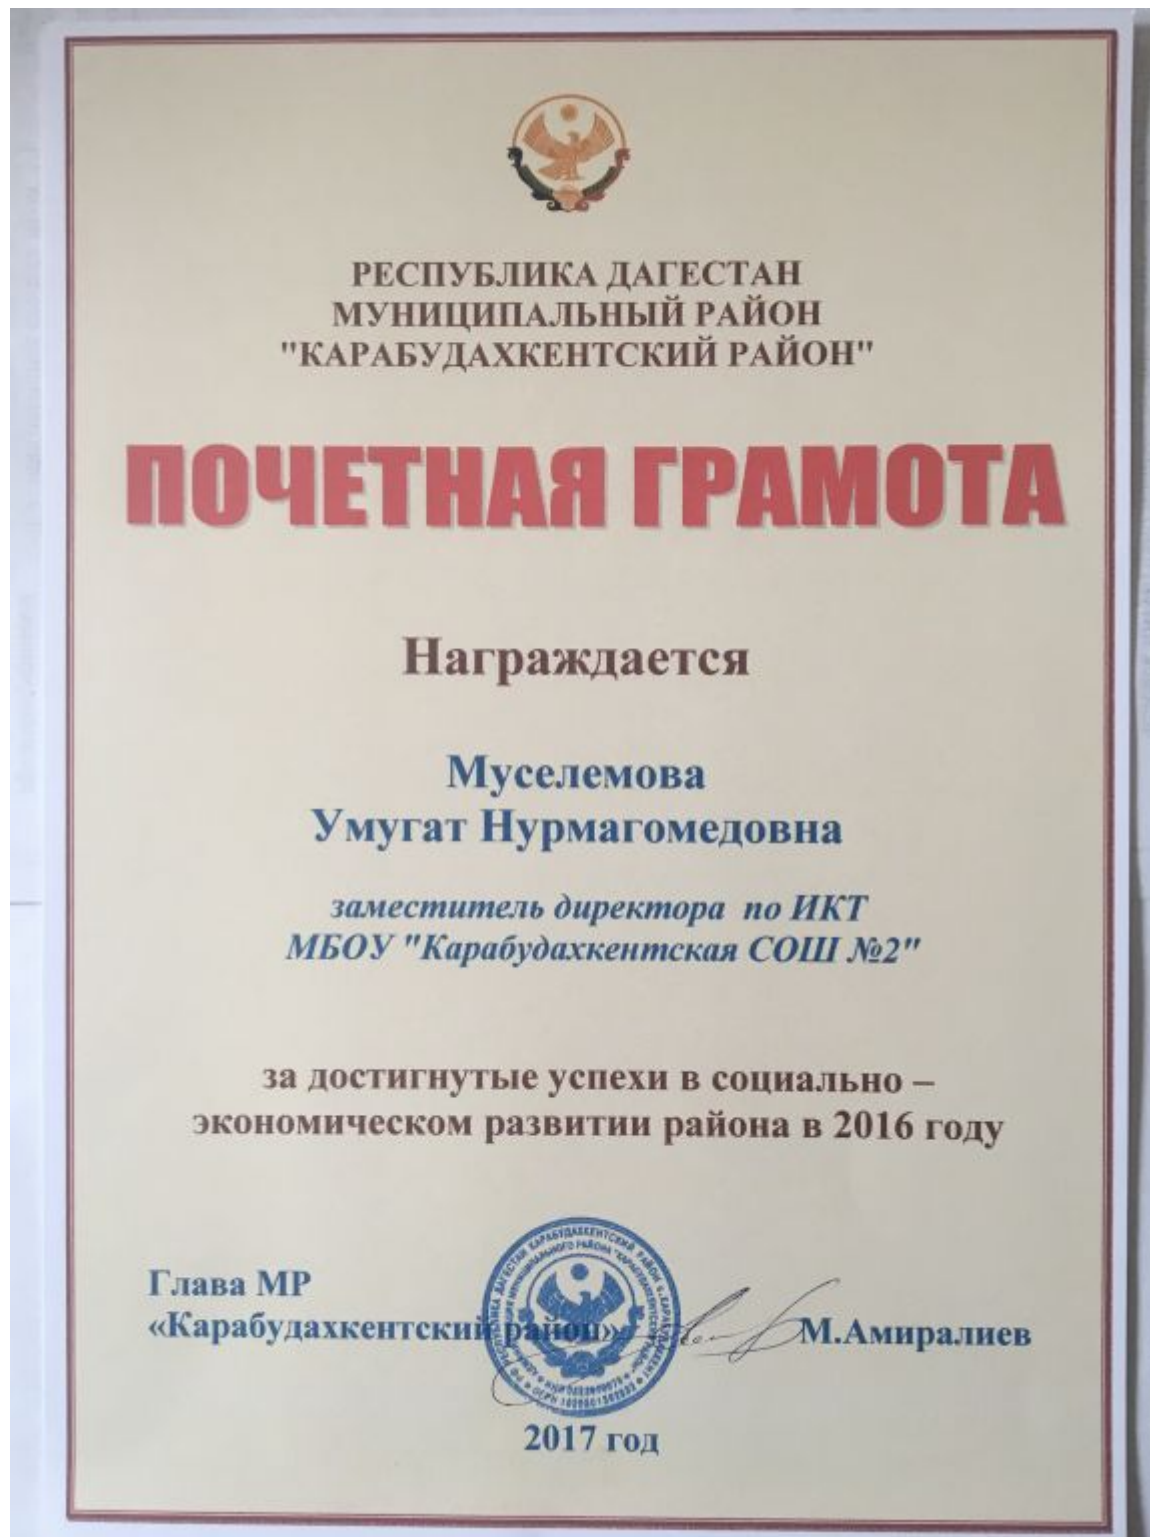 РЕСПУБЛИКА ДАГЕСТАН
МУНИЦИПАЛЬНЫЙ РАЙОН
"КАРАБУДАХКЕНТСКИЙ РАЙОН"
ПОЧЕТНАЯ ГРАМОТА
Награждается
Муселемова
Умугат Нурмагомедовна
заместитель директора по ИКТ
МБОУ "Карабудахкентская СОШ №2"
за достигнутые успехи в социально –
экономическом развитии района в 2016 году
Глава МР
«Карабудахкентский район» М.Амиралиев
2017 год